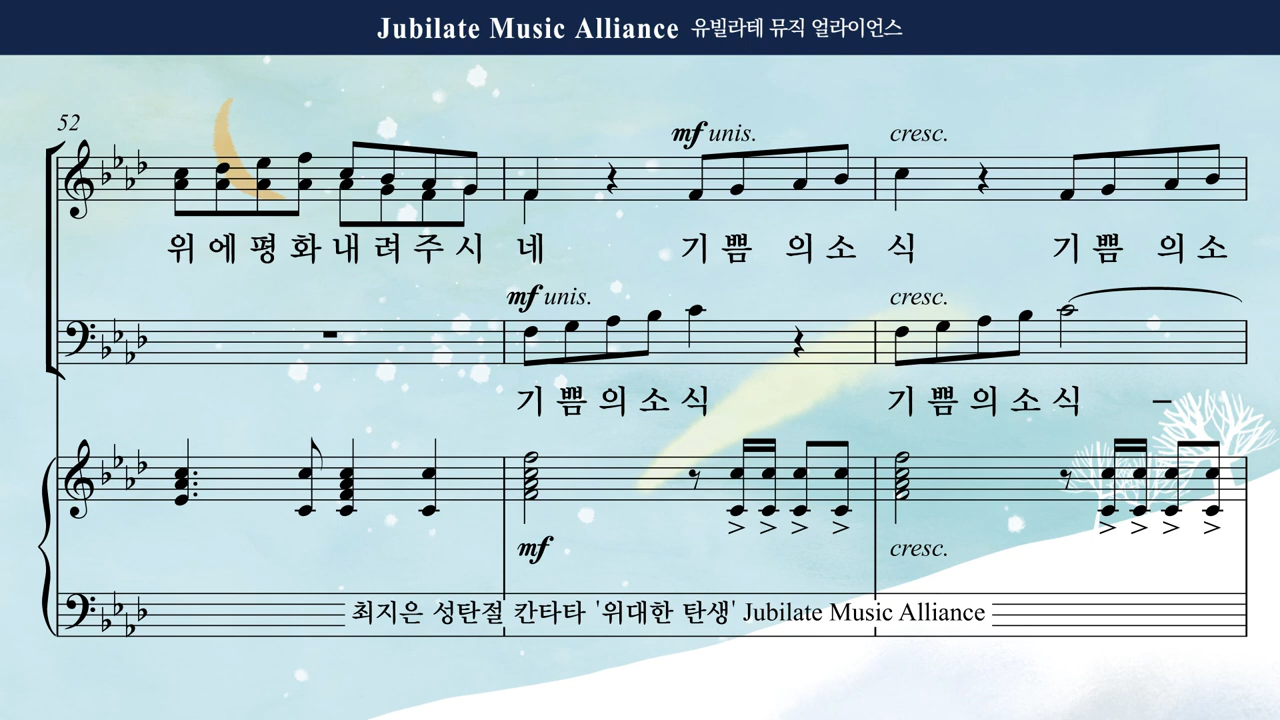 Jubilate Music Alliance 유빌라테 뮤직 얼라이언스
52
mf unis. cresc.
위 에 평 화 내 려 주 시 네 기 쁨 의 소 식 기 쁨 의 소
mf unis. cresc.
기 쁨 의 소 식 기 쁨 의 소 식 –
mf cresc.
최지은 성탄절 칸타타 '위대한 탄생' Jubilate Music Alliance